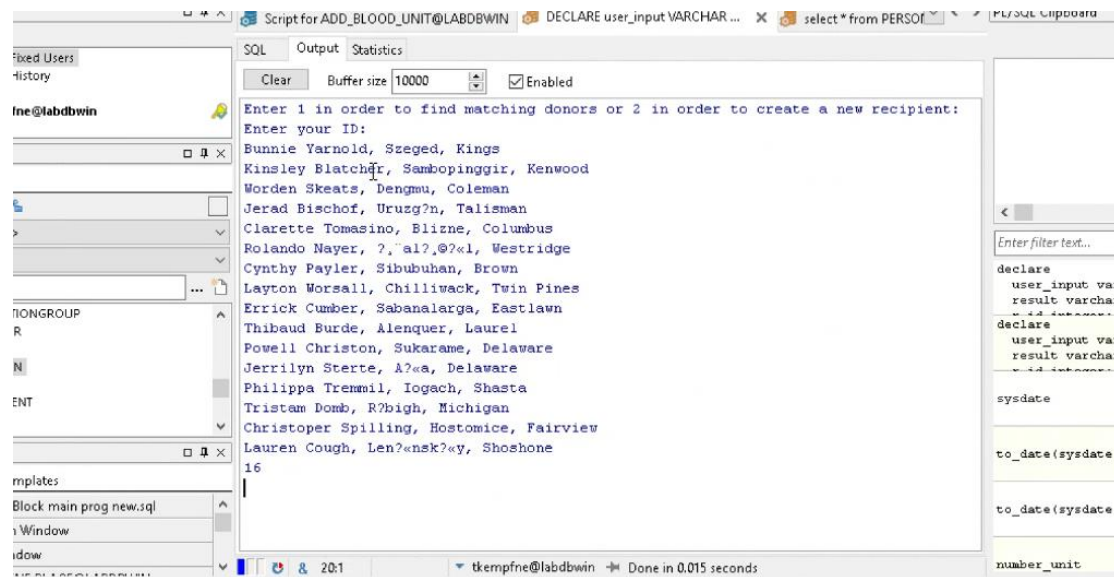 Script for ADD_BLOOD_UNIT@LABDBWIN DECLARE user_input VARCHAR ... select * from PERSON
PL/SQL Clipboard
SQL Output Statistics
Clear Buffer size 10000 Enabled
Fixed Users
History
fne@labdbwin
TIONGROUP
R
N
ENT
mplates
Block main prog new.sql
Window
dow
Enter 1 in order to find matching donors or 2 in order to create a new recipient:
Enter your ID:
Bunnie Yarnold, Szeged, Kings
Kinsley Blatcher, Sambopinggir, Kenwood
Worden Skeats, Dengmu, Coleman
Jerad Bischof, Uruzg?n, Talisman
Clarette Tomasino, Blizne, Columbus
Rolando Nayer, ?¸¨al?¸©?«l, Westridge
Cynthy Payler, Sibubuhan, Brown
Layton Worsall, Chilliwack, Twin Pines
Errick Cumber, Sabanalarga, Eastlawn
Thibaud Burde, Alenquer, Laurel
Powell Christon, Sukarame, Delaware
Jerrilyn Sterte, A?«a, Delaware
Philippa Tremmil, Iogach, Shasta
Tristam Domb, R?bigh, Michigan
Christoper Spilling, Hostomice, Fairview
Lauren Cough, Len?«nsk?«y, Shoshone
16
& 20:1 tkempfne@labdbwin Done in 0.015 seconds
Enter filter text...
declare
user_input va
result varcha
declare
user_input va
result varcha
sysdate
to_date(sysdate
to_date(sysdate
number_unit